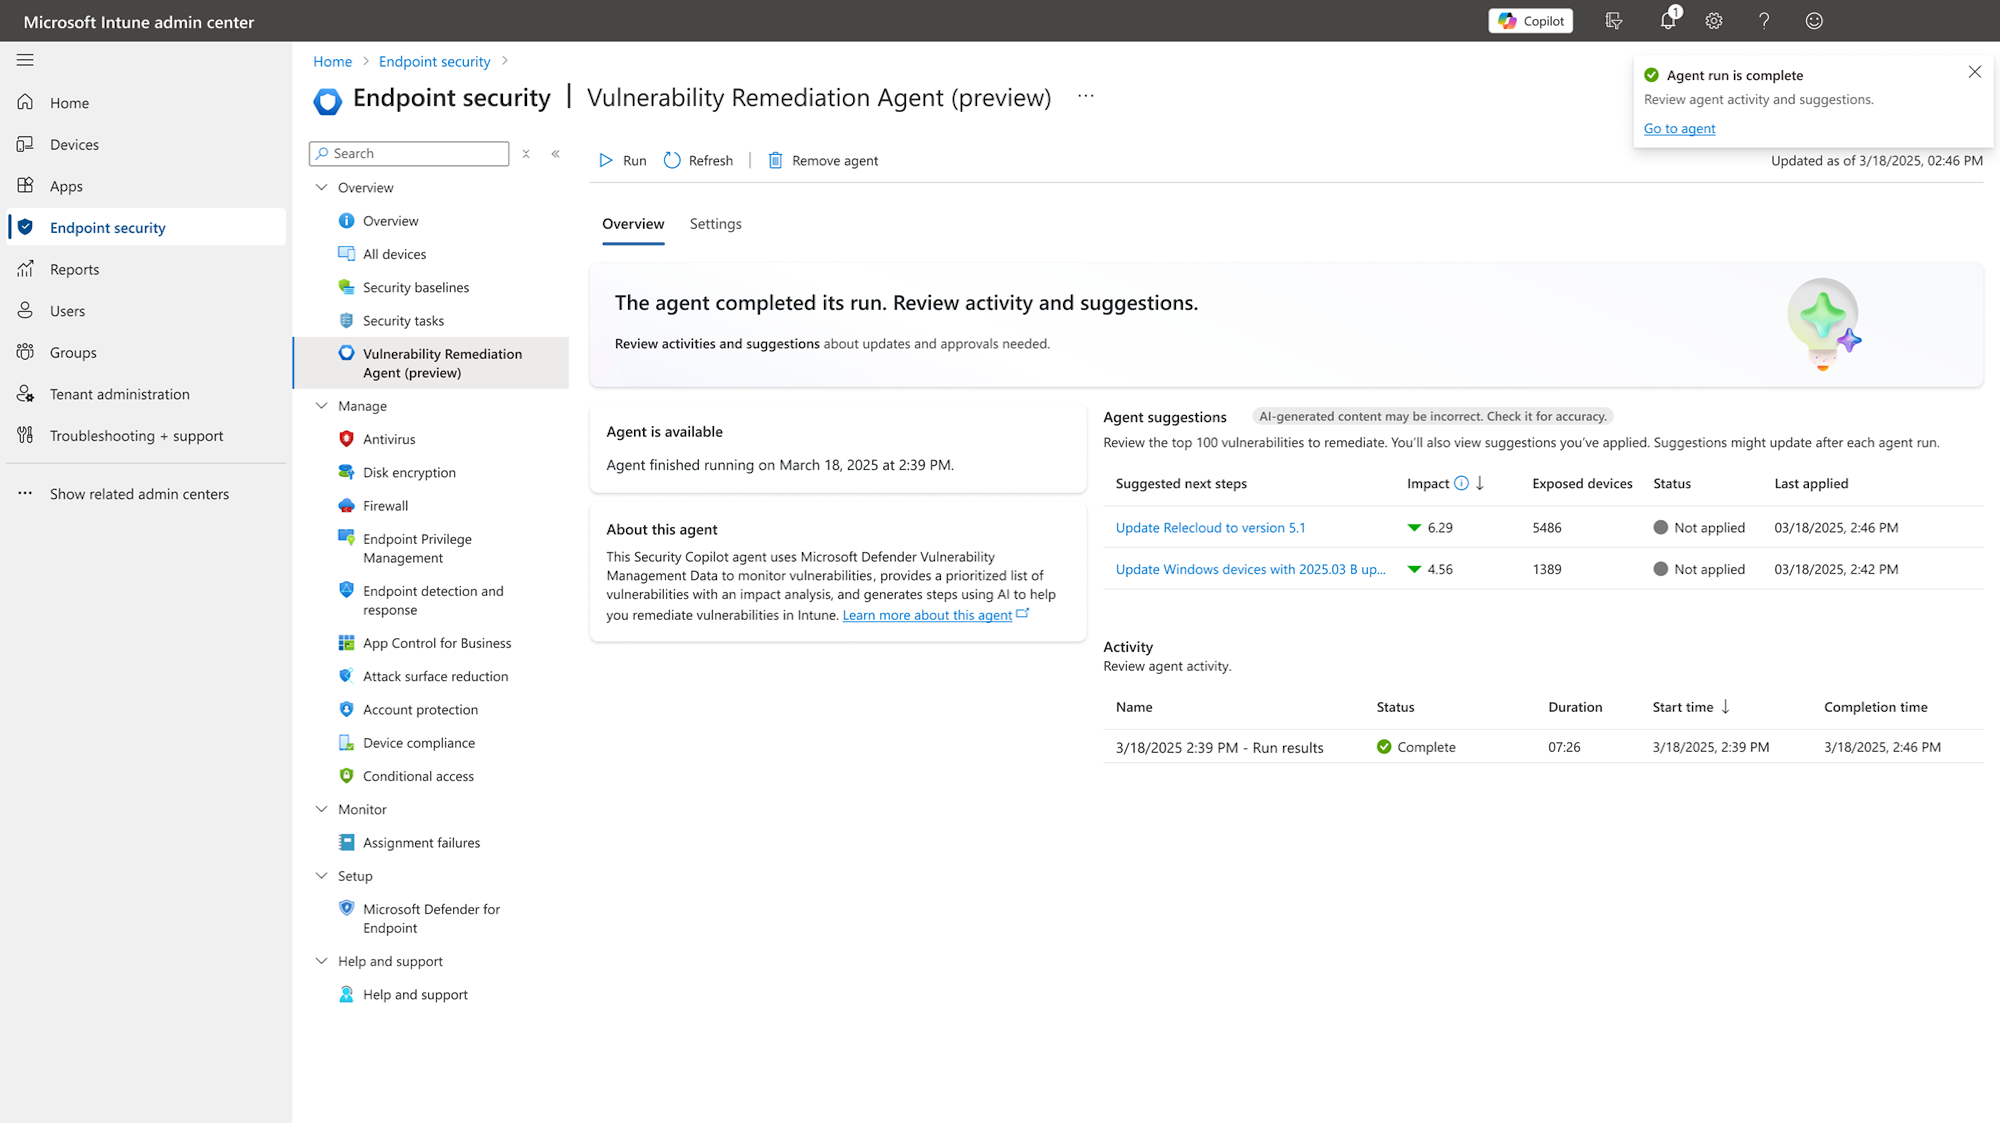 Microsoft Intune admin center
Copilot
1
Home
Devices
Apps
Endpoint security
Reports
Users
Groups
Tenant administration
Troubleshooting + support
Show related admin centers
Home > Endpoint security >
Endpoint security | Vulnerability Remediation Agent (preview) ...
Search
Overview
Overview
All devices
Security baselines
Security tasks
Vulnerability Remediation
Agent (preview)
Manage
Antivirus
Disk encryption
Firewall
Endpoint Privilege
Management
Endpoint detection and
response
App Control for Business
Attack surface reduction
Account protection
Device compliance
Conditional access
Monitor
Assignment failures
Setup
Microsoft Defender for
Endpoint
Help and support
Help and support
Agent run is complete
Review agent activity and suggestions.
Go to agent
Run Refresh | Remove agent
Updated as of 3/18/2025, 02:46 PM
Overview Settings
The agent completed its run. Review activity and suggestions.
Review activities and suggestions about updates and approvals needed.
Agent is available
Agent finished running on March 18, 2025 at 2:39 PM.
About this agent
This Security Copilot agent uses Microsoft Defender Vulnerability
Management Data to monitor vulnerabilities, provides a prioritized list of
vulnerabilities with an impact analysis, and generates steps using AI to help
you remediate vulnerabilities in Intune. Learn more about this agent
Agent suggestions AI-generated content may be incorrect. Check it for accuracy.
Review the top 100 vulnerabilities to remediate. You'll also view suggestions you've applied. Suggestions might update after each agent run.
Suggested next steps Impact Exposed devices Status Last applied
Update Relecloud to version 5.1 6.29 5486 Not applied 03/18/2025, 2:46 PM
Update Windows devices with 2025.03 B up... 4.56 1389 Not applied 03/18/2025, 2:42 PM
Activity
Review agent activity.
Name Status Duration Start time Completion time
3/18/2025 2:39 PM - Run results Complete 07:26 3/18/2025, 2:39 PM 3/18/2025, 2:46 PM